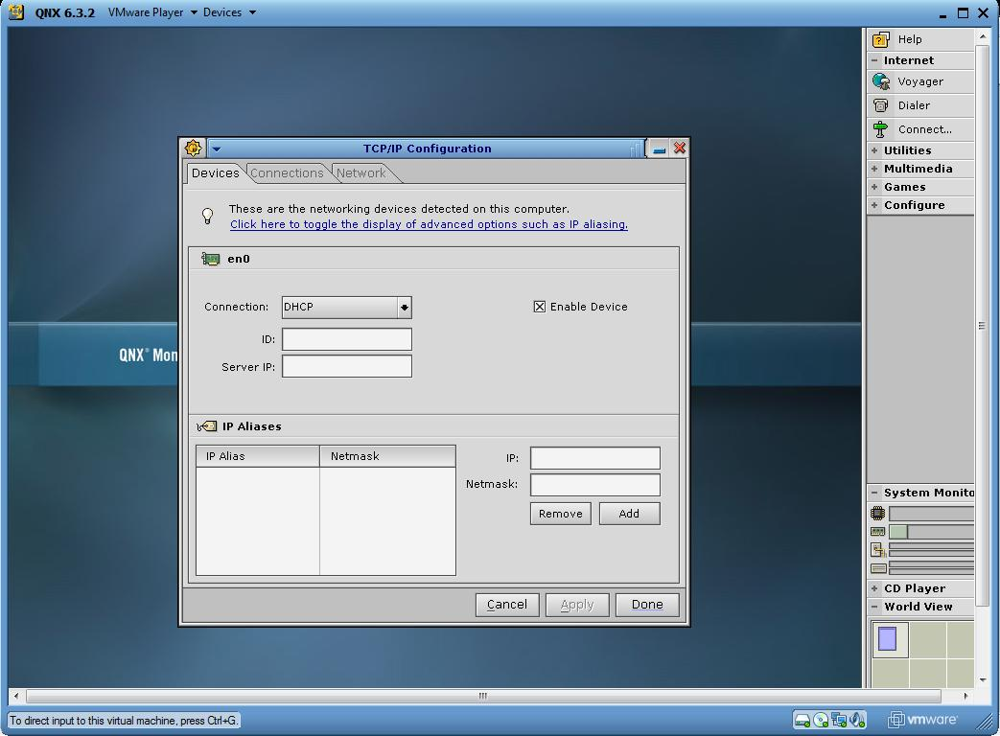 QNX 6.3.2 VMware Player Devices
Help
Internet
Voyager
Dialer
Connect...
Utilities
Multimedia
Games
Configure
TCP/IP Configuration
Devices Connections Network
These are the networking devices detected on this computer.
Click here to toggle the display of advanced options such as IP aliasing.
en0
Connection: DHCP
Enable Device
ID:
Server IP:
QNX® Mon
IP Aliases
IP Alias Netmask
IP:
Netmask:
Remove Add
Cancel Apply Done
System Monito
CD Player
World View
To direct input to this virtual machine, press Ctrl+G.
vmware